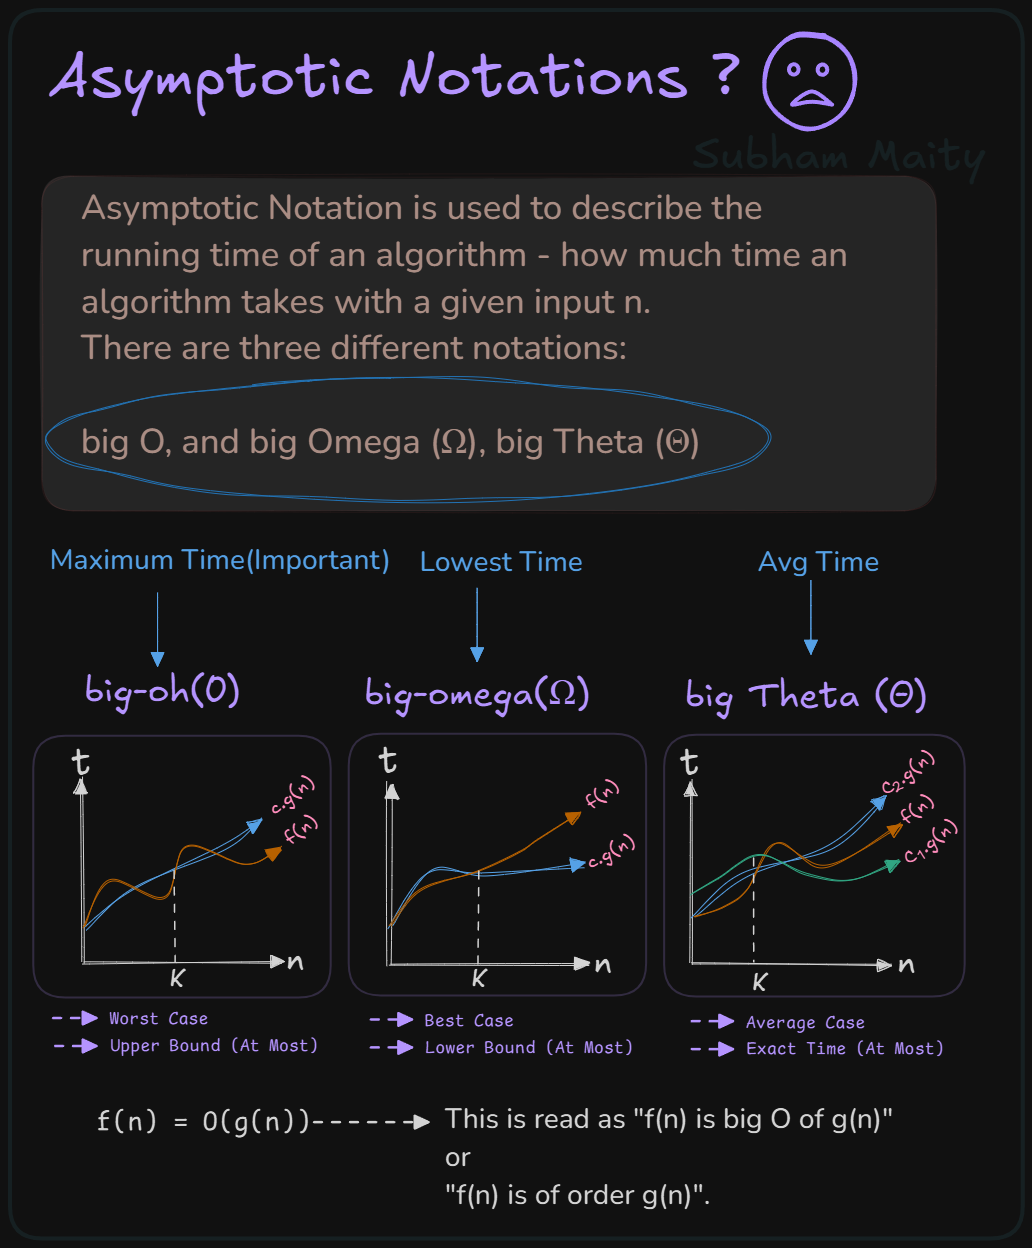 Asymptotic Notations ?
Subham Maity
Asymptotic Notation is used to describe the
running time of an algorithm - how much time an
algorithm takes with a given input n.
There are three different notations:
big O, and big Omega (Ω), big Theta (Θ)
Maximum Time(Important)
Lowest Time
Avg Time
big-oh(O)
big-omega(Ω)
big Theta (Θ)
t
c.g(n)
f(n)
K
n
t
f(n)
c.g(n)
K
n
t
C2.g(n)
f(n)
C1.g(n)
K
n
Worst Case
Upper Bound (At Most)
Best Case
Lower Bound (At Most)
Average Case
Exact Time (At Most)
f(n) = O(g(n))
This is read as "f(n) is big O of g(n)"
or
"f(n) is of order g(n)".